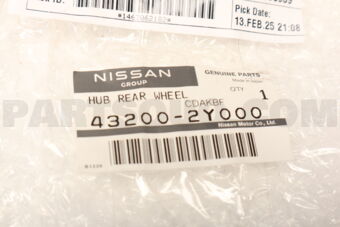 Pick Date:
13.FEB.25 21:08
NISSAN
GROUP
GENUINE PARTS
Made in Japan
HUB REAR WHEEL
CDAKBF
QTY
1
43200-2Y000
Nissan Motor Co., Ltd.